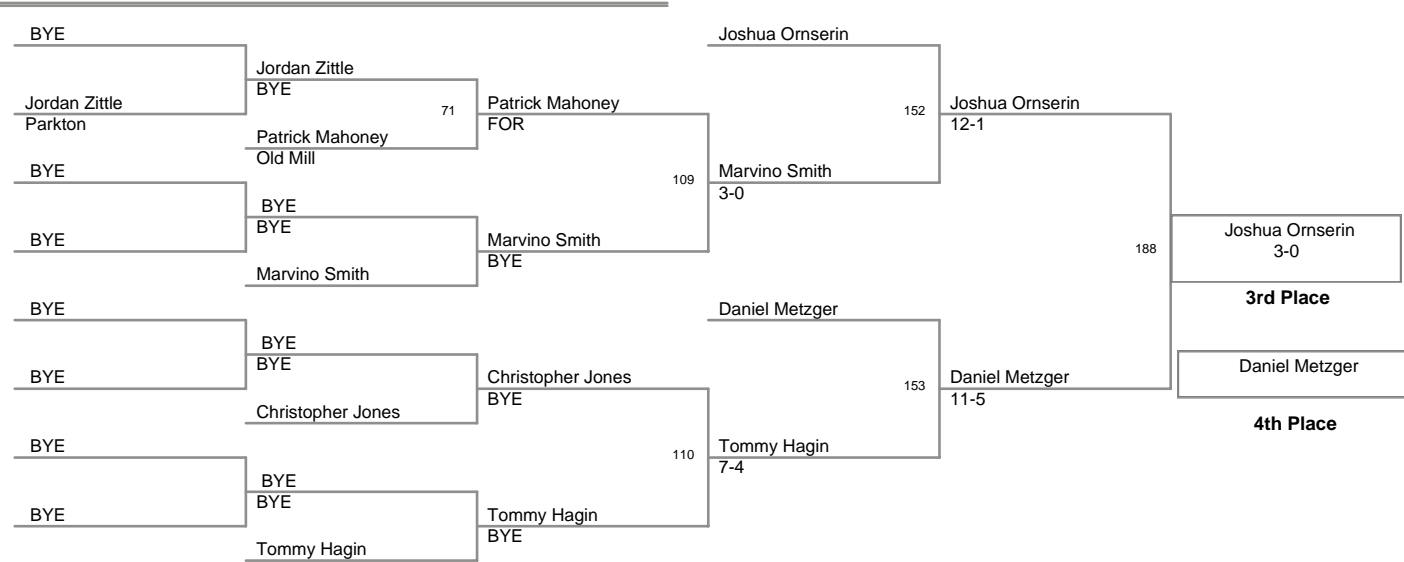 BYE
Joshua Ornserin
Jordan Zittle
BYE
Jordan Zittle
Parkton
71
Patrick Mahoney
FOR
152
Joshua Ornserin
12-1
Patrick Mahoney
Old Mill
BYE
109
Marvino Smith
3-0
BYE
BYE
BYE
Marvino Smith
BYE
188
Joshua Ornserin
3-0
Marvino Smith
3rd Place
BYE
Daniel Metzger
BYE
BYE
BYE
Christopher Jones
BYE
153
Daniel Metzger
11-5
Daniel Metzger
Christopher Jones
4th Place
BYE
110
Tommy Hagin
7-4
BYE
BYE
BYE
Tommy Hagin
BYE
Tommy Hagin